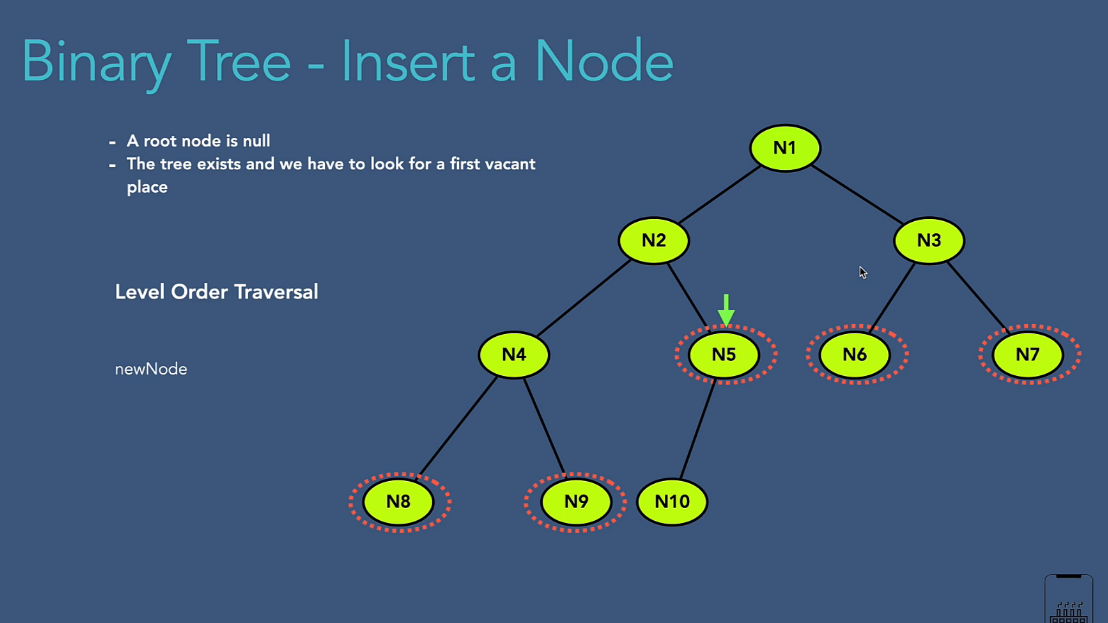 Binary Tree - Insert a Node
- A root node is null
- The tree exists and we have to look for a first vacant
place
Level Order Traversal
newNode
N1
N2
N3
N4
N5
N6
N7
N8
N9
N10